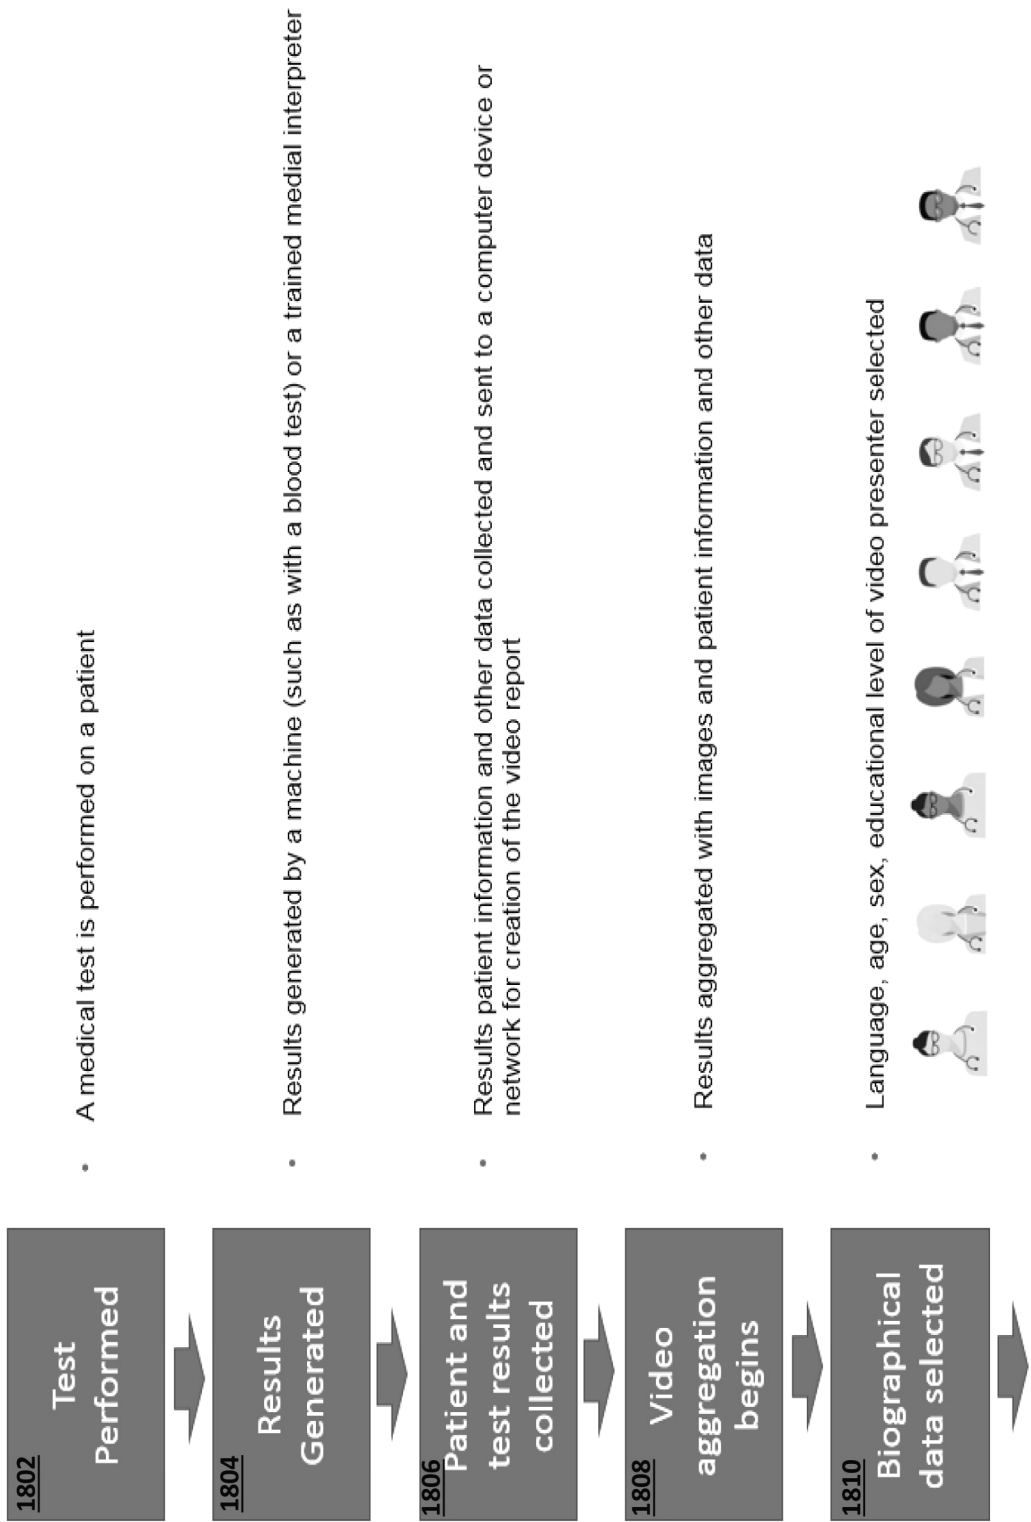 1802
Test
Performed
• A medical test is performed on a patient
1804
Results
Generated
• Results generated by a machine (such as with a blood test) or a trained medial interpreter
1806
Patient and
test results
collected
• Results patient information and other data collected and sent to a computer device or
network for creation of the video report
1808
Video
aggregation
begins
• Results aggregated with images and patient information and other data
1810
Biographical
data selected
• Language, age, sex, educational level of video presenter selected